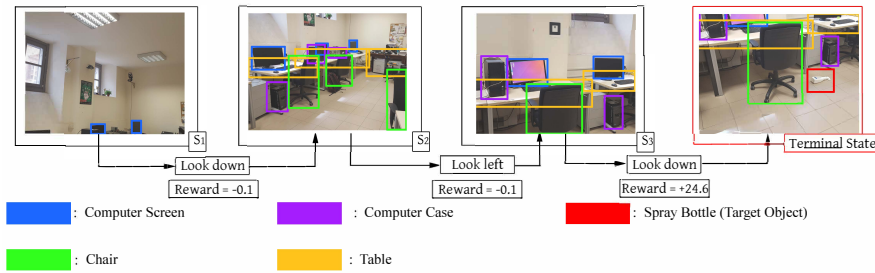 S1
S2
S3
Terminal State
Look down
Look left
Look down
Reward = -0.1
Reward = -0.1
Reward = +24.6
: Computer Screen
: Computer Case
: Spray Bottle (Target Object)
: Chair
: Table